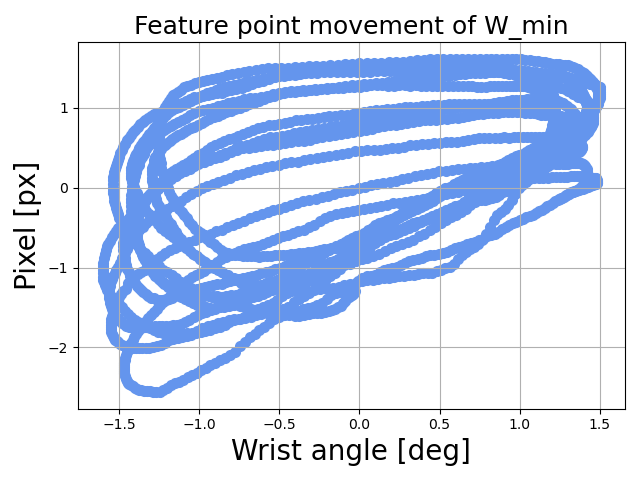 Feature point movement of W_min
Pixel [px]
1
0
−1
−2
−1.5 −1.0 −0.5 0.0 0.5 1.0 1.5
Wrist angle [deg]